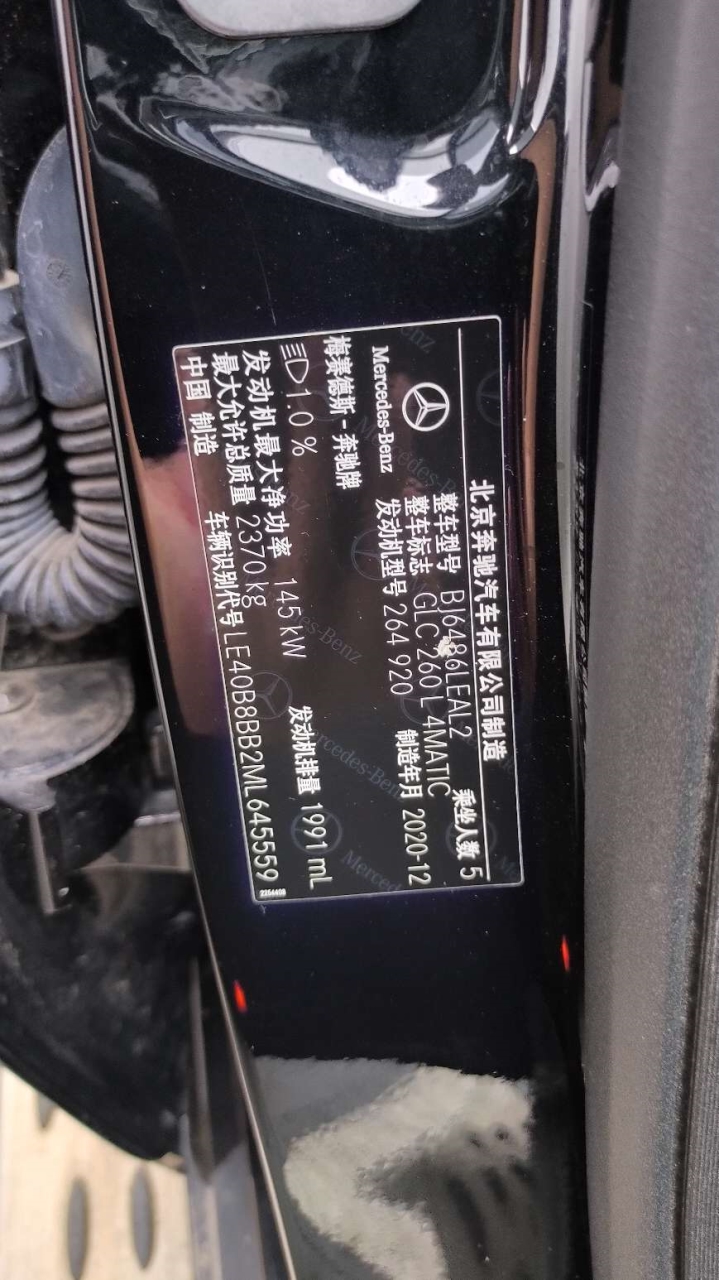 北京奔驰汽车有限公司制造
Mercedes-Benz
整车型号 BJ6486LEAL2 乘坐人数 5
整车标志 GLC 260 L 4MATIC
发动机型号 264 920 制造年月 2020-12
梅赛德斯-奔驰牌
1.0 %
发动机最大净功率 145 kW 发动机排量 1991 mL
最大允许总质量 2370 kg
中国 制造 车辆识别代号 LE40B8BB2ML645559